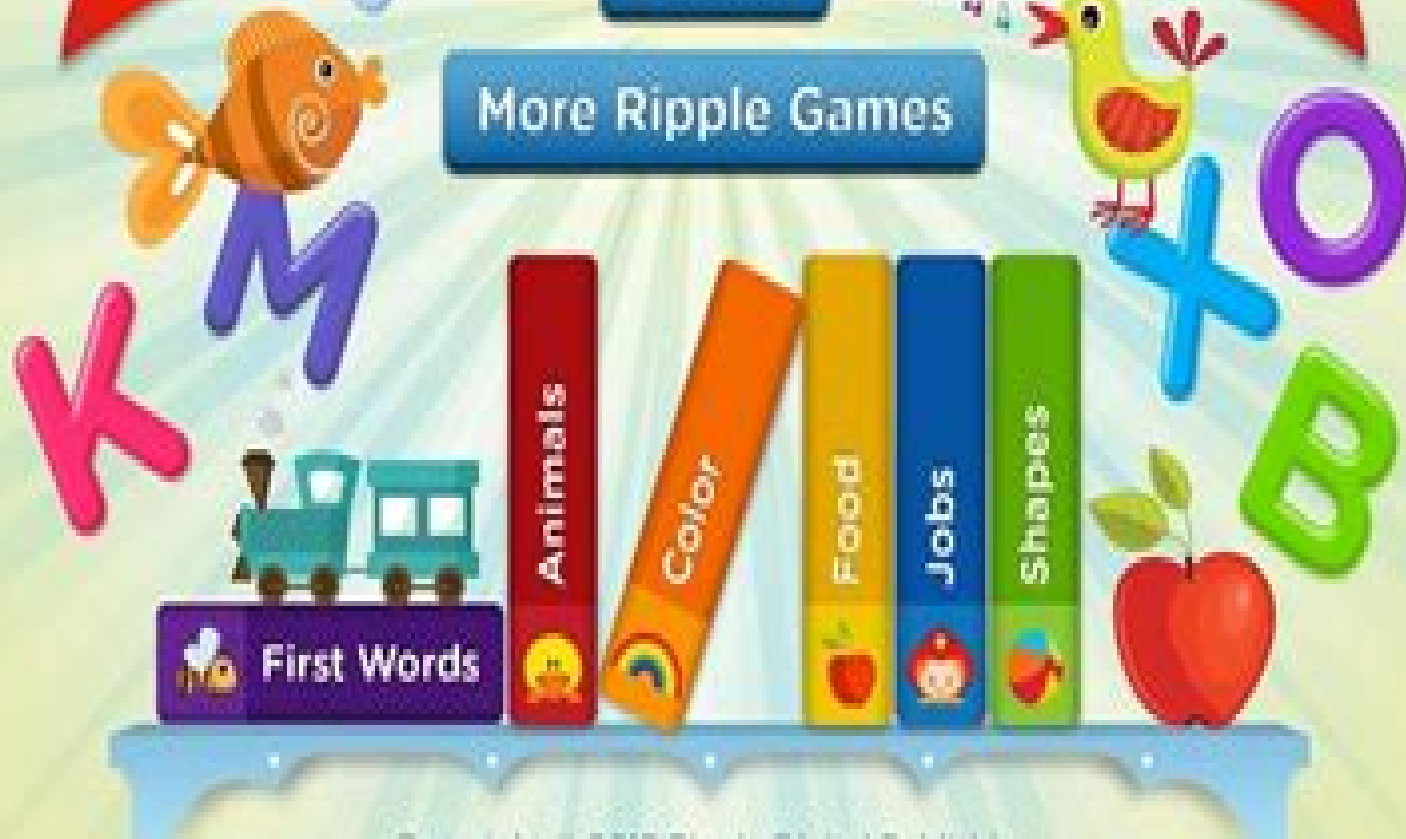 More Ripple Games
K
M
X
O
B
First Words
Animals
Color
Food
Jobs
Shapes